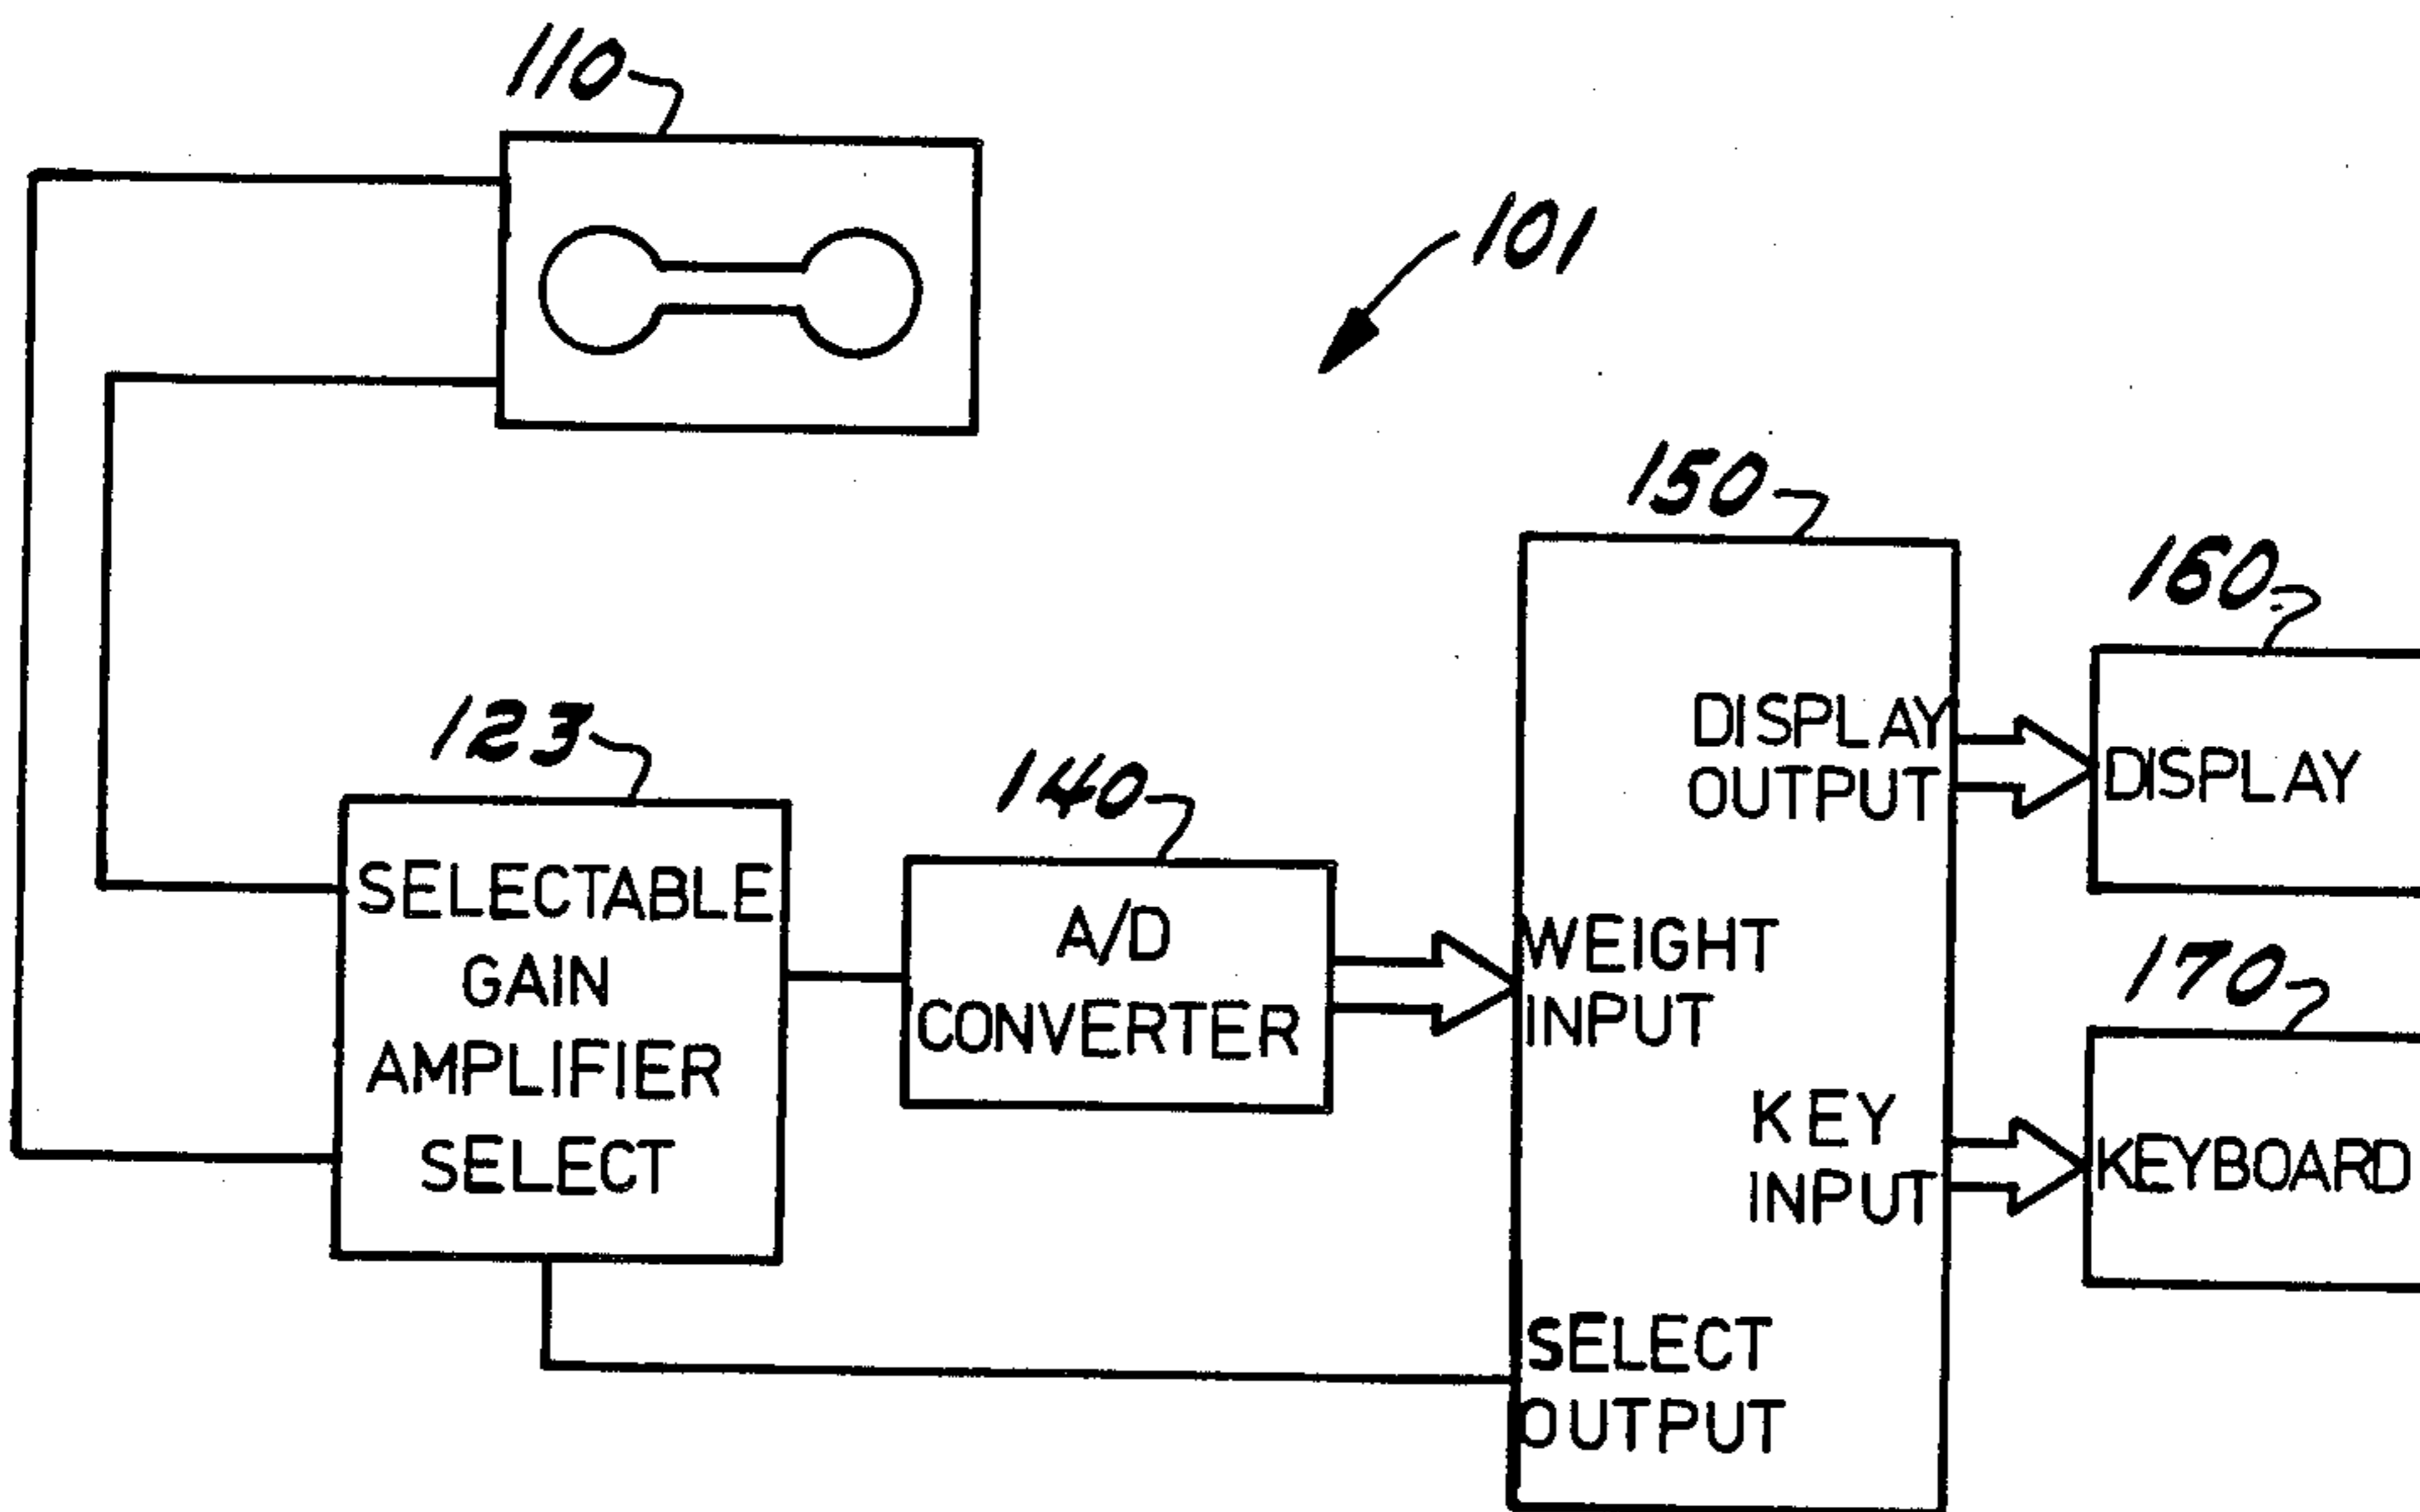 110
101
150
160
DISPLAY
OUTPUT
DISPLAY
123
140
SELECTABLE
GAIN
AMPLIFIER
SELECT
A/D
CONVERTER
WEIGHT
INPUT
170
KEY
INPUT
KEYBOARD
SELECT
OUTPUT